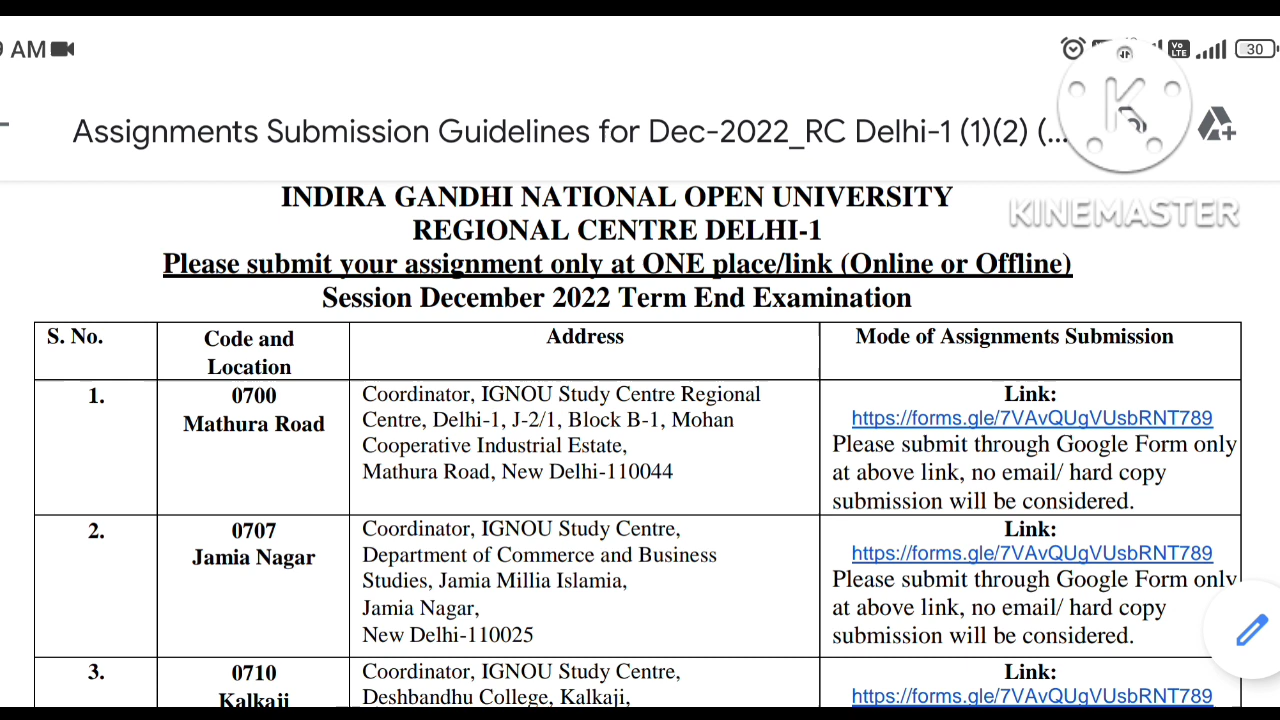 9 AM
Vo
LTE
30
Assignments Submission Guidelines for Dec-2022_RC Delhi-1 (1)(2) (...
KINEMASTER
INDIRA GANDHI NATIONAL OPEN UNIVERSITY
REGIONAL CENTRE DELHI-1
Please submit your assignment only at ONE place/link (Online or Offline)
Session December 2022 Term End Examination
S. No.
Code and
Location
Address
Mode of Assignments Submission
1.
0700
Mathura Road
Coordinator, IGNOU Study Centre Regional
Centre, Delhi-1, J-2/1, Block B-1, Mohan
Cooperative Industrial Estate,
Mathura Road, New Delhi-110044
Link:
https://forms.gle/7VAvQUgVUsbRNT789
Please submit through Google Form only
at above link, no email/ hard copy
submission will be considered.
2.
0707
Jamia Nagar
Coordinator, IGNOU Study Centre,
Department of Commerce and Business
Studies, Jamia Millia Islamia,
Jamia Nagar,
New Delhi-110025
Link:
https://forms.gle/7VAvQUgVUsbRNT789
Please submit through Google Form only
at above link, no email/ hard copy
submission will be considered.
3.
0710
Kalkaji
Coordinator, IGNOU Study Centre,
Deshbandhu College, Kalkaji,
Link:
https://forms.gle/7VAvQUgVUsbRNT789